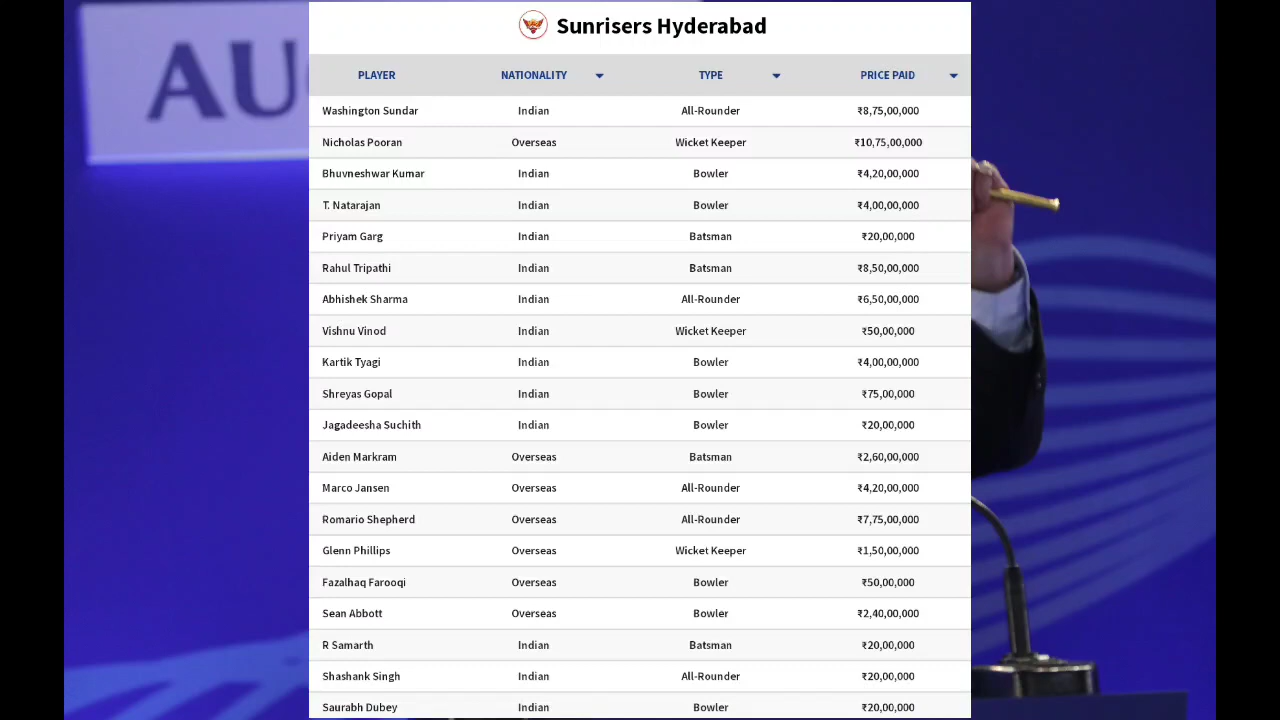 Sunrisers Hyderabad
AU
PLAYER NATIONALITY TYPE PRICE PAID
Washington Sundar Indian All-Rounder ₹8,75,00,000
Nicholas Pooran Overseas Wicket Keeper ₹10,75,00,000
Bhuvneshwar Kumar Indian Bowler ₹4,20,00,000
T. Natarajan Indian Bowler ₹4,00,00,000
Priyam Garg Indian Batsman ₹20,00,000
Rahul Tripathi Indian Batsman ₹8,50,00,000
Abhishek Sharma Indian All-Rounder ₹6,50,00,000
Vishnu Vinod Indian Wicket Keeper ₹50,00,000
Kartik Tyagi Indian Bowler ₹4,00,00,000
Shreyas Gopal Indian Bowler ₹75,00,000
Jagadeesha Suchith Indian Bowler ₹20,00,000
Aiden Markram Overseas Batsman ₹2,60,00,000
Marco Jansen Overseas All-Rounder ₹4,20,00,000
Romario Shepherd Overseas All-Rounder ₹7,75,00,000
Glenn Phillips Overseas Wicket Keeper ₹1,50,00,000
Fazalhaq Farooqi Overseas Bowler ₹50,00,000
Sean Abbott Overseas Bowler ₹2,40,00,000
R Samarth Indian Batsman ₹20,00,000
Shashank Singh Indian All-Rounder ₹20,00,000
Saurabh Dubey Indian Bowler ₹20,00,000